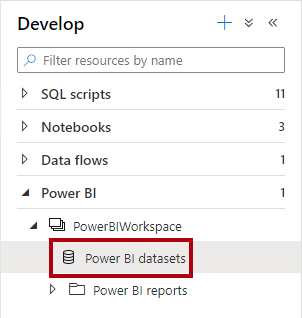 Develop
Filter resources by name
SQL scripts 11
Notebooks 3
Data flows 1
Power BI 1
PowerBIWorkspace
Power BI datasets
Power BI reports